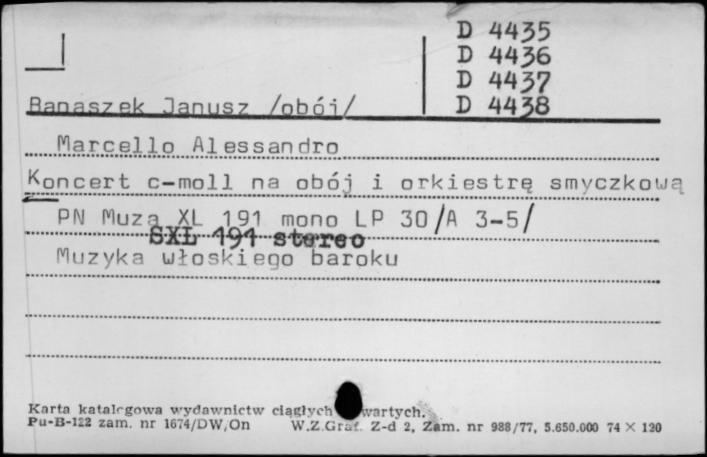 D 4435
D 4436
D 4437
D 4438
Banaszek Janusz /obój/
Marcello Alessandro
Koncert c-moll na obój i orkiestrę smyczkową
PN Muza XL 191 mono LP 30/A 3-5/
SXL 191 stereo
Muzyka włoskiego baroku
Karta katalogowa wydawnictw ciągłych wartych.
Pu-B-122 zam. nr 1674/DW/On W.Z.Graf. Z-d 2, Zam. nr 988/77, 5.650.000 74 × 120